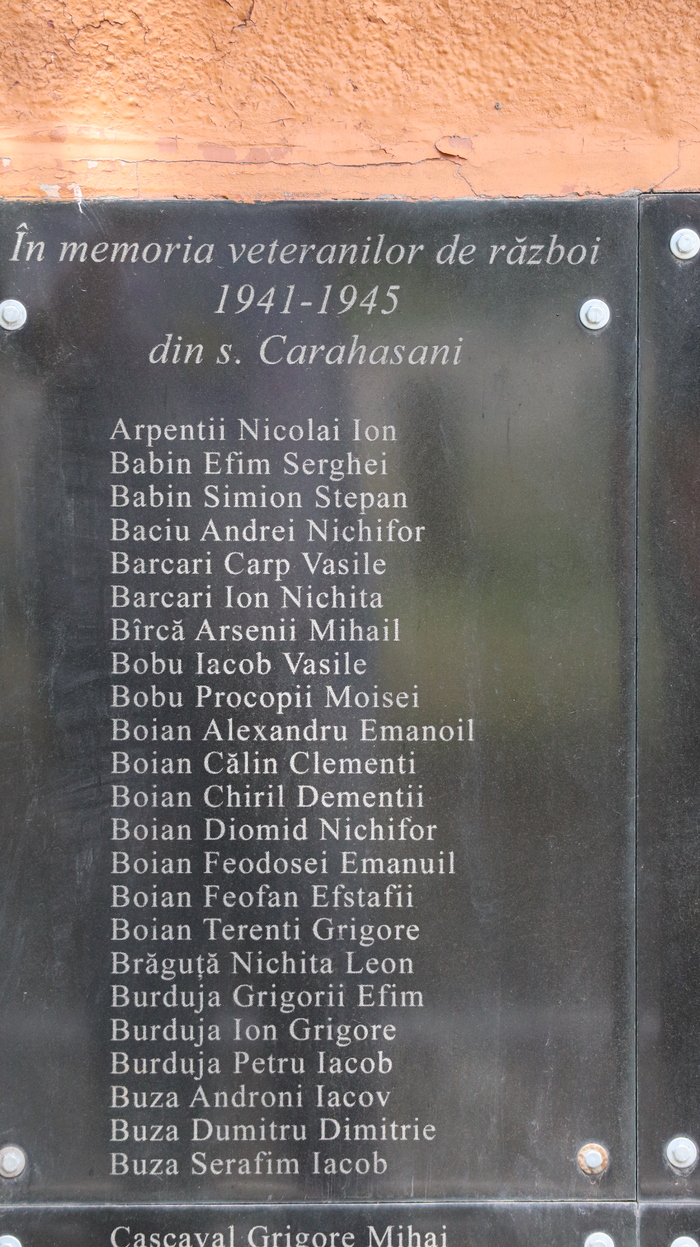 În memoria veteranilor de război
1941-1945
din s. Carahasani
Arpentii Nicolai Ion
Babin Efim Serghei
Babin Simion Stepan
Baciu Andrei Nichifor
Barcari Carp Vasile
Barcari Ion Nichita
Bîrcă Arsenii Mihail
Bobu Iacob Vasile
Bobu Procopii Moisei
Boian Alexandru Emanoil
Boian Călin Clementi
Boian Chiril Dementii
Boian Diomid Nichifor
Boian Feodosei Emanuil
Boian Feofan Efstafii
Boian Terenti Grigore
Brăguță Nichita Leon
Burduja Grigorii Efim
Burduja Ion Grigore
Burduja Petru Iacob
Buza Androni Iacov
Buza Dumitru Dimitrie
Buza Serafim Iacob
Cascaval Grigore Mihai